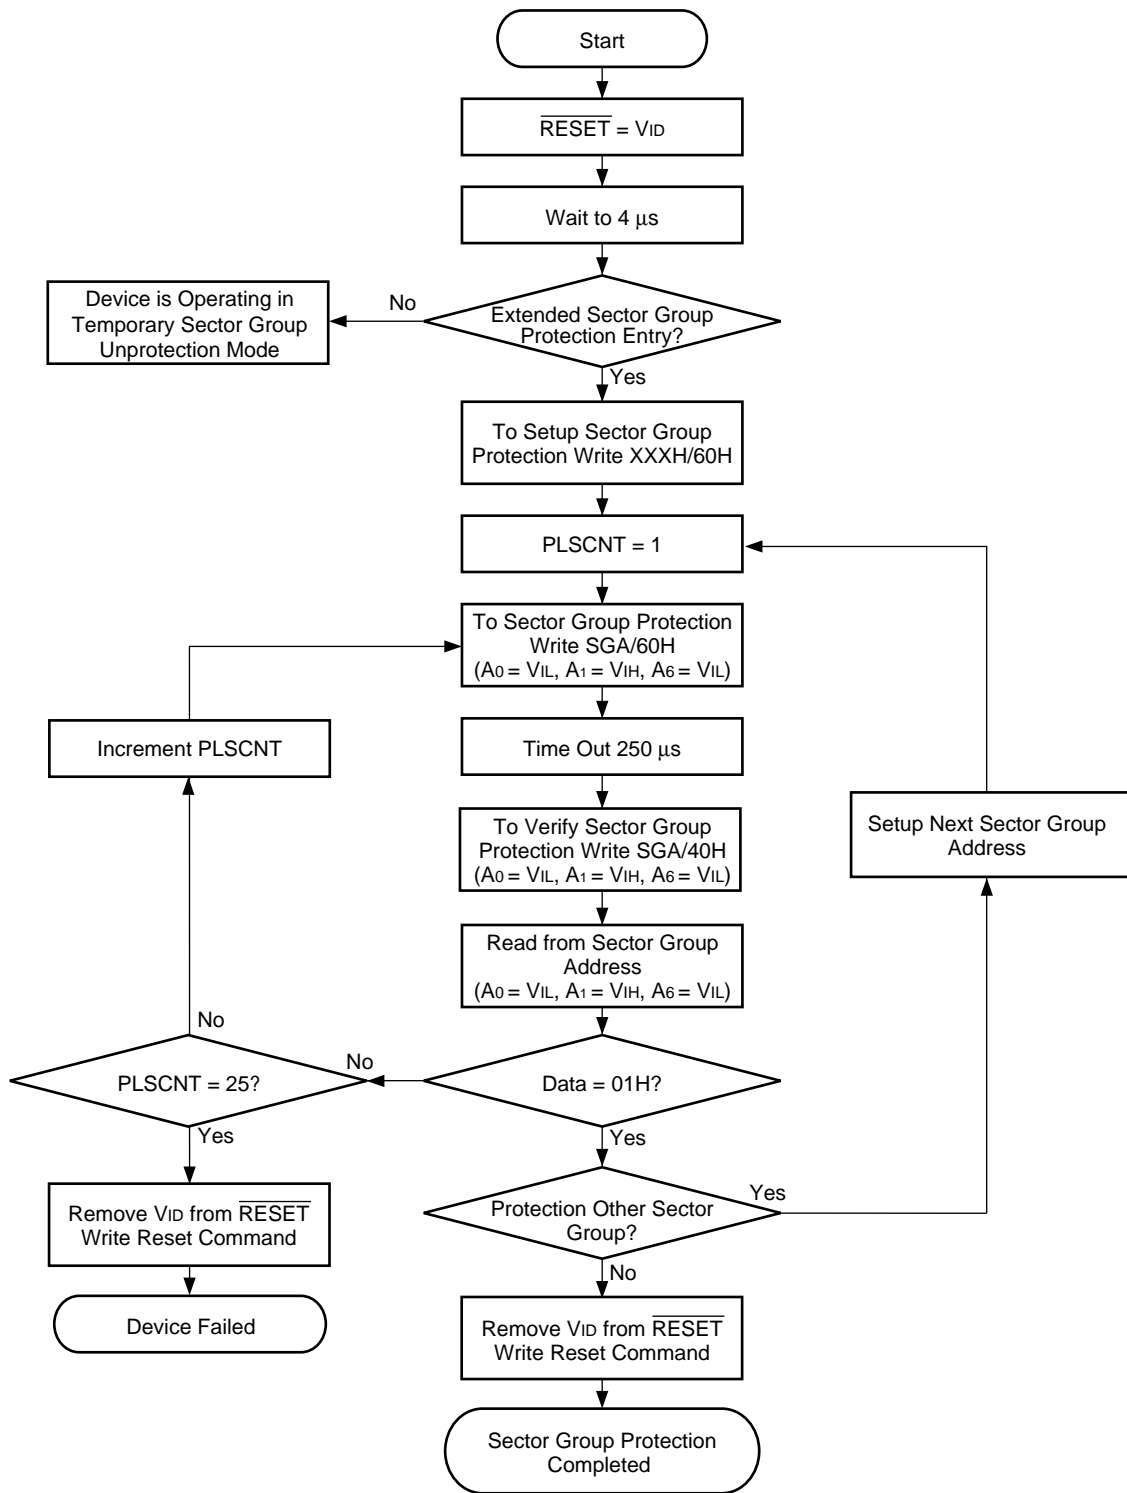 Start
RESET = VID
Wait to 4 μs
Device is Operating in
Temporary Sector Group
Unprotection Mode
No
Extended Sector Group
Protection Entry?
Yes
To Setup Sector Group
Protection Write XXXH/60H
PLSCNT = 1
To Sector Group Protection
Write SGA/60H
(A0 = VIL, A1 = VIH, A6 = VIL)
Increment PLSCNT
Time Out 250 μs
To Verify Sector Group
Protection Write SGA/40H
(A0 = VIL, A1 = VIH, A6 = VIL)
Setup Next Sector Group
Address
Read from Sector Group
Address
(A0 = VIL, A1 = VIH, A6 = VIL)
No
PLSCNT = 25?
No
Data = 01H?
Yes
Yes
Remove VID from RESET
Write Reset Command
Protection Other Sector
Group?
Yes
No
Device Failed
Remove VID from RESET
Write Reset Command
Sector Group Protection
Completed